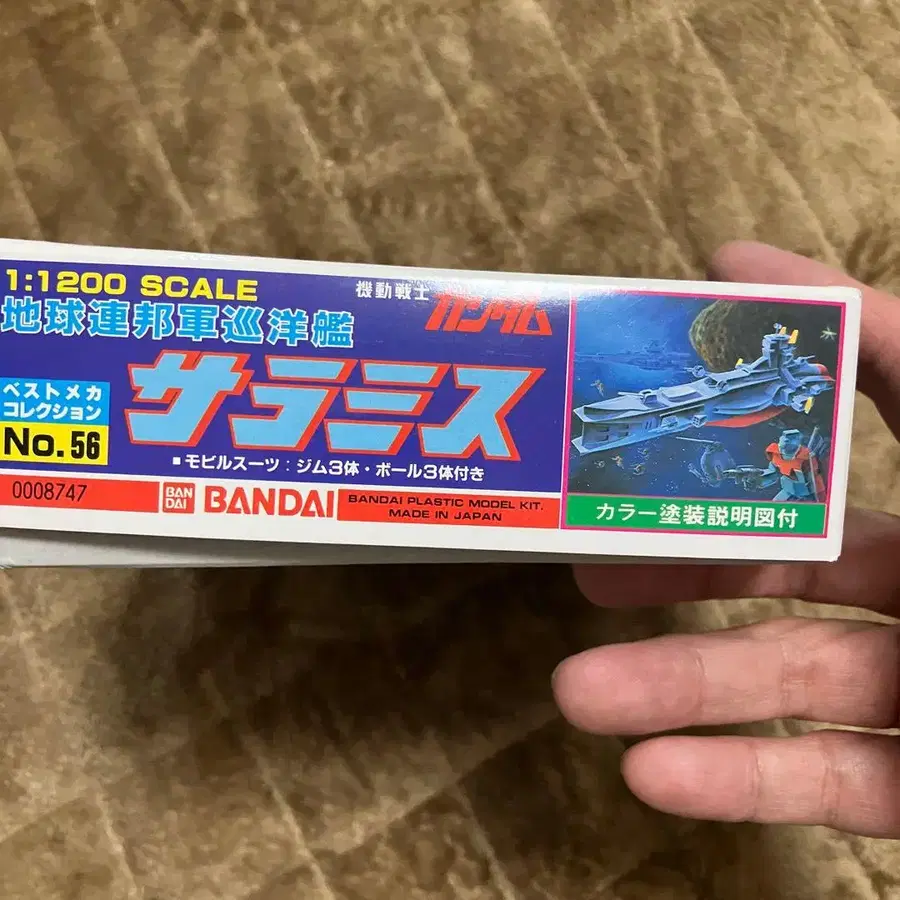 1:1200 SCALE
地球連邦軍巡洋艦
機動戦士 ガンダム
サラミス
ベストメカ
コレクション
No.56
■モビルスーツ:ジム3体・ボール3体付き
0008747
BAN
DAI
BANDAI
BANDAI PLASTIC MODEL KIT.
MADE IN JAPAN
カラー塗装説明図付